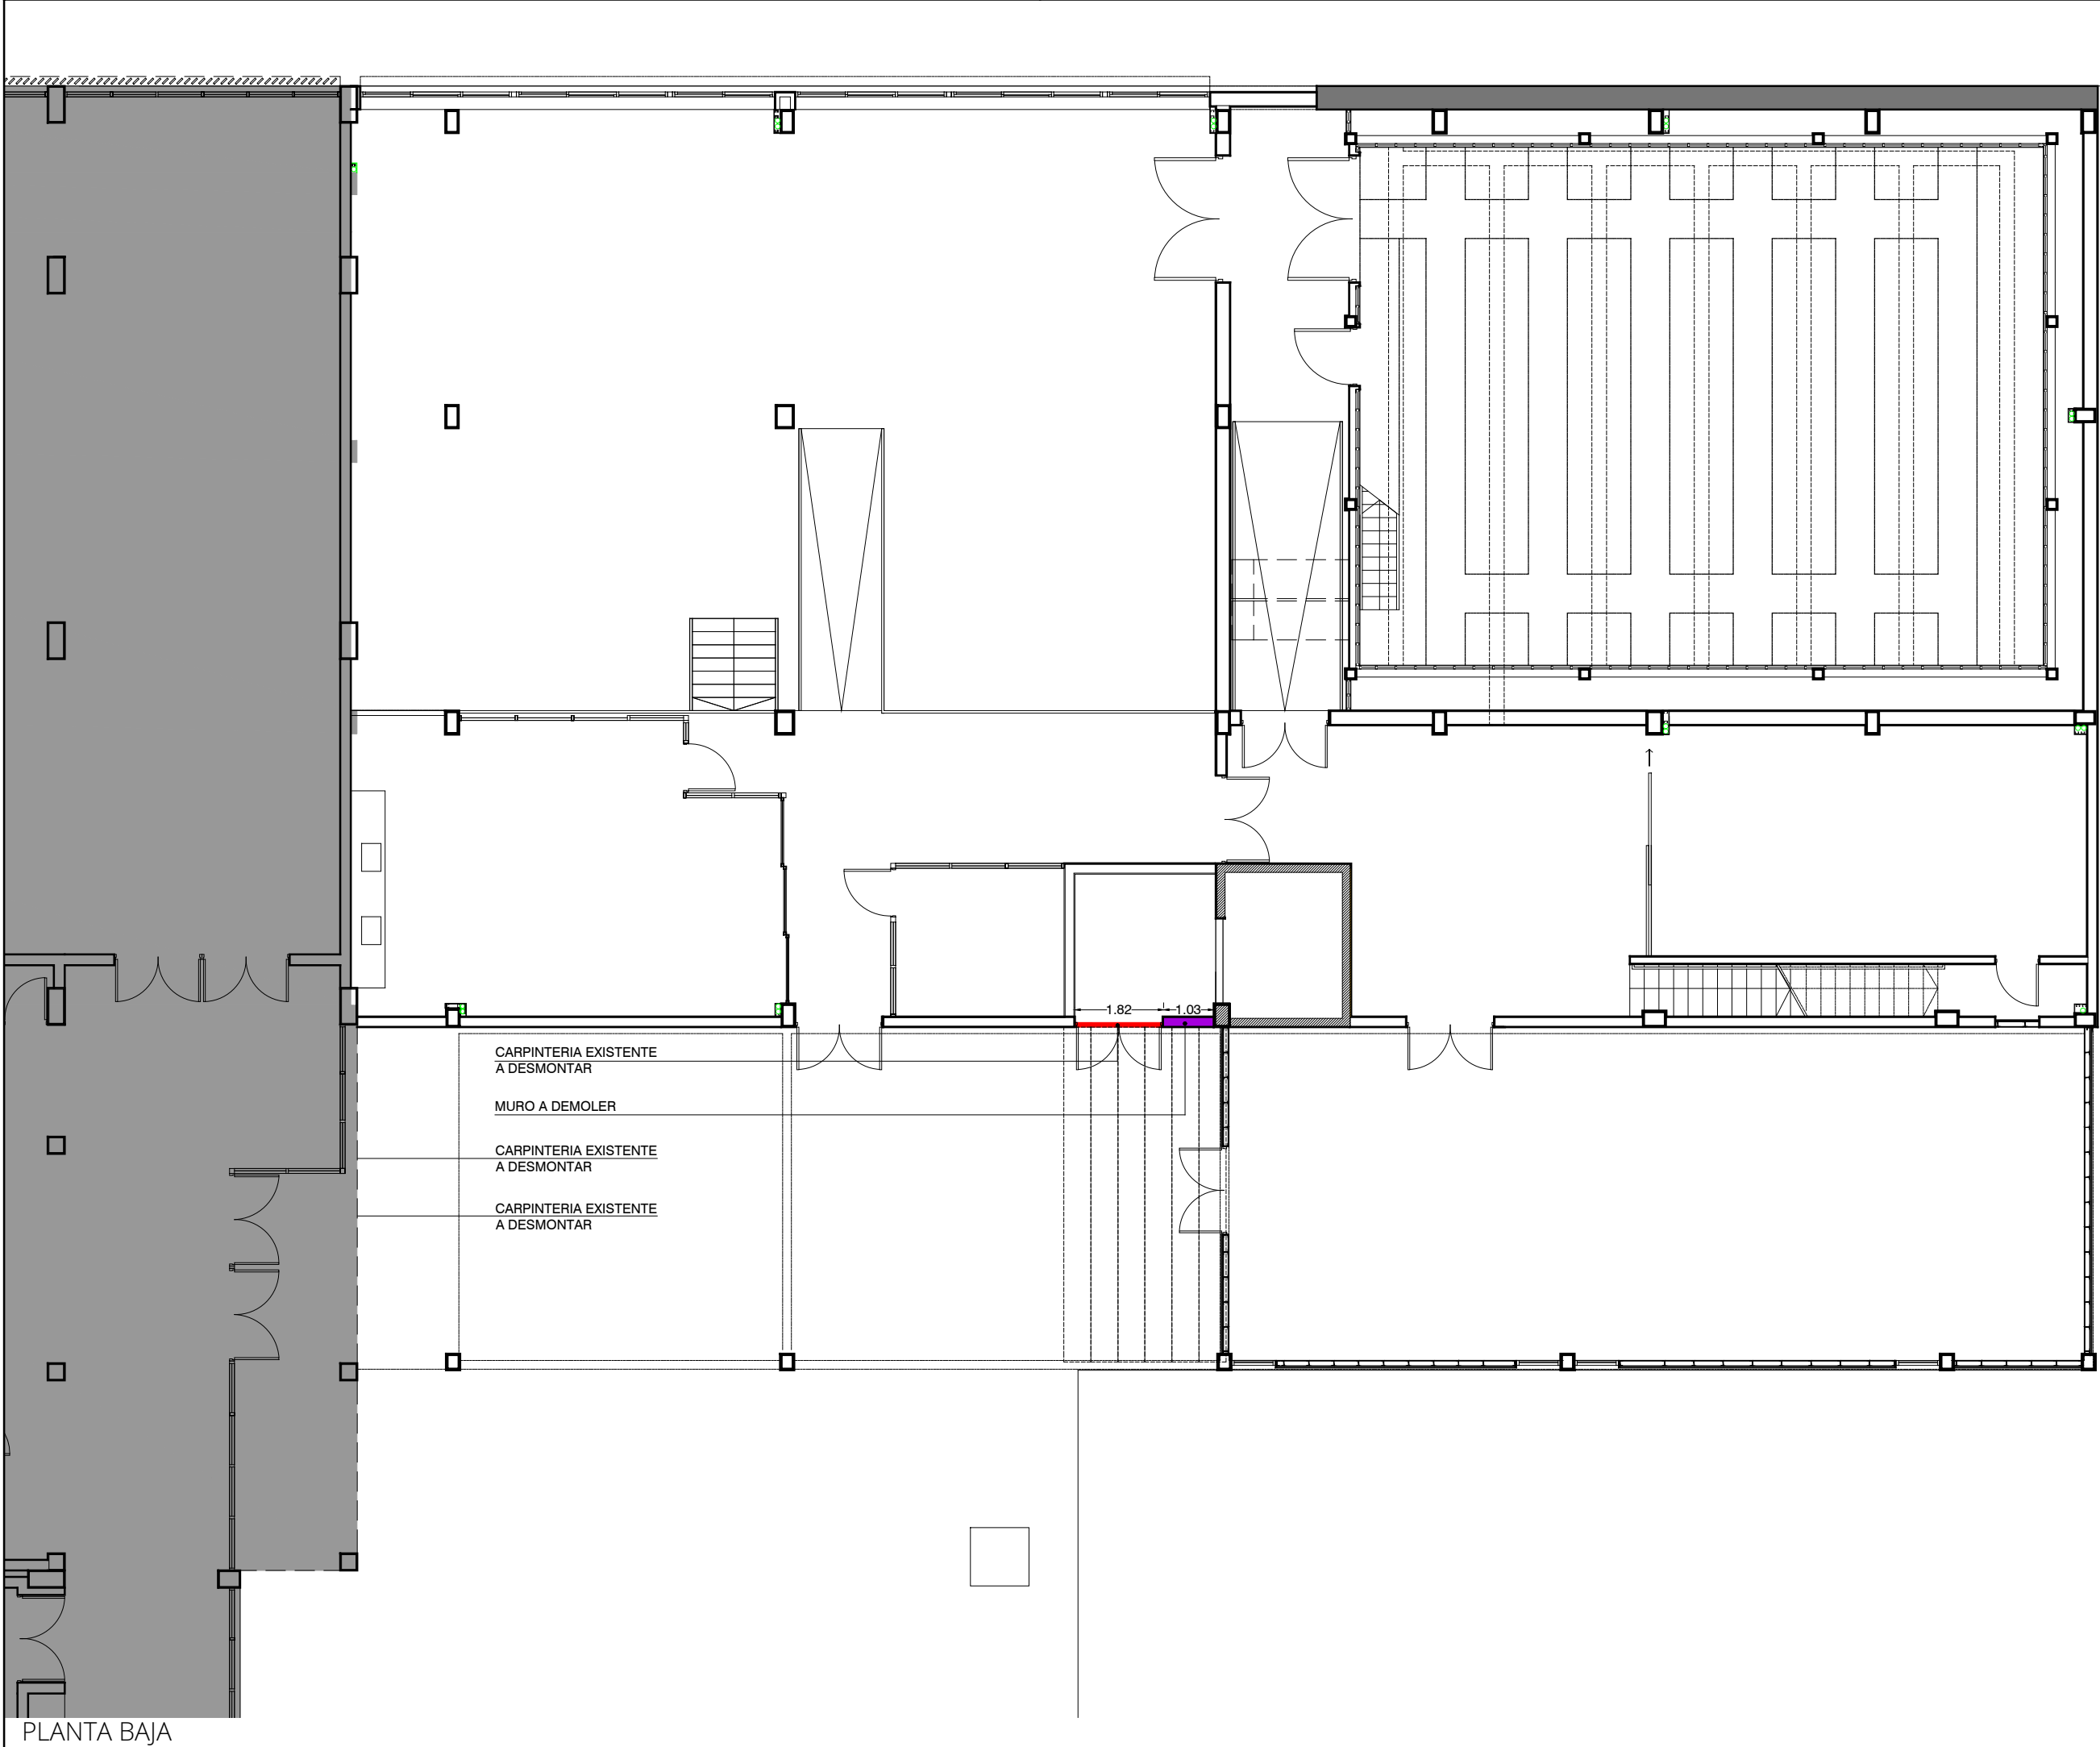 1.82
1.03
CARPINTERIA EXISTENTE
A DESMONTAR
MURO A DEMOLER
CARPINTERIA EXISTENTE
A DESMONTAR
CARPINTERIA EXISTENTE
A DESMONTAR
PLANTA BAJA